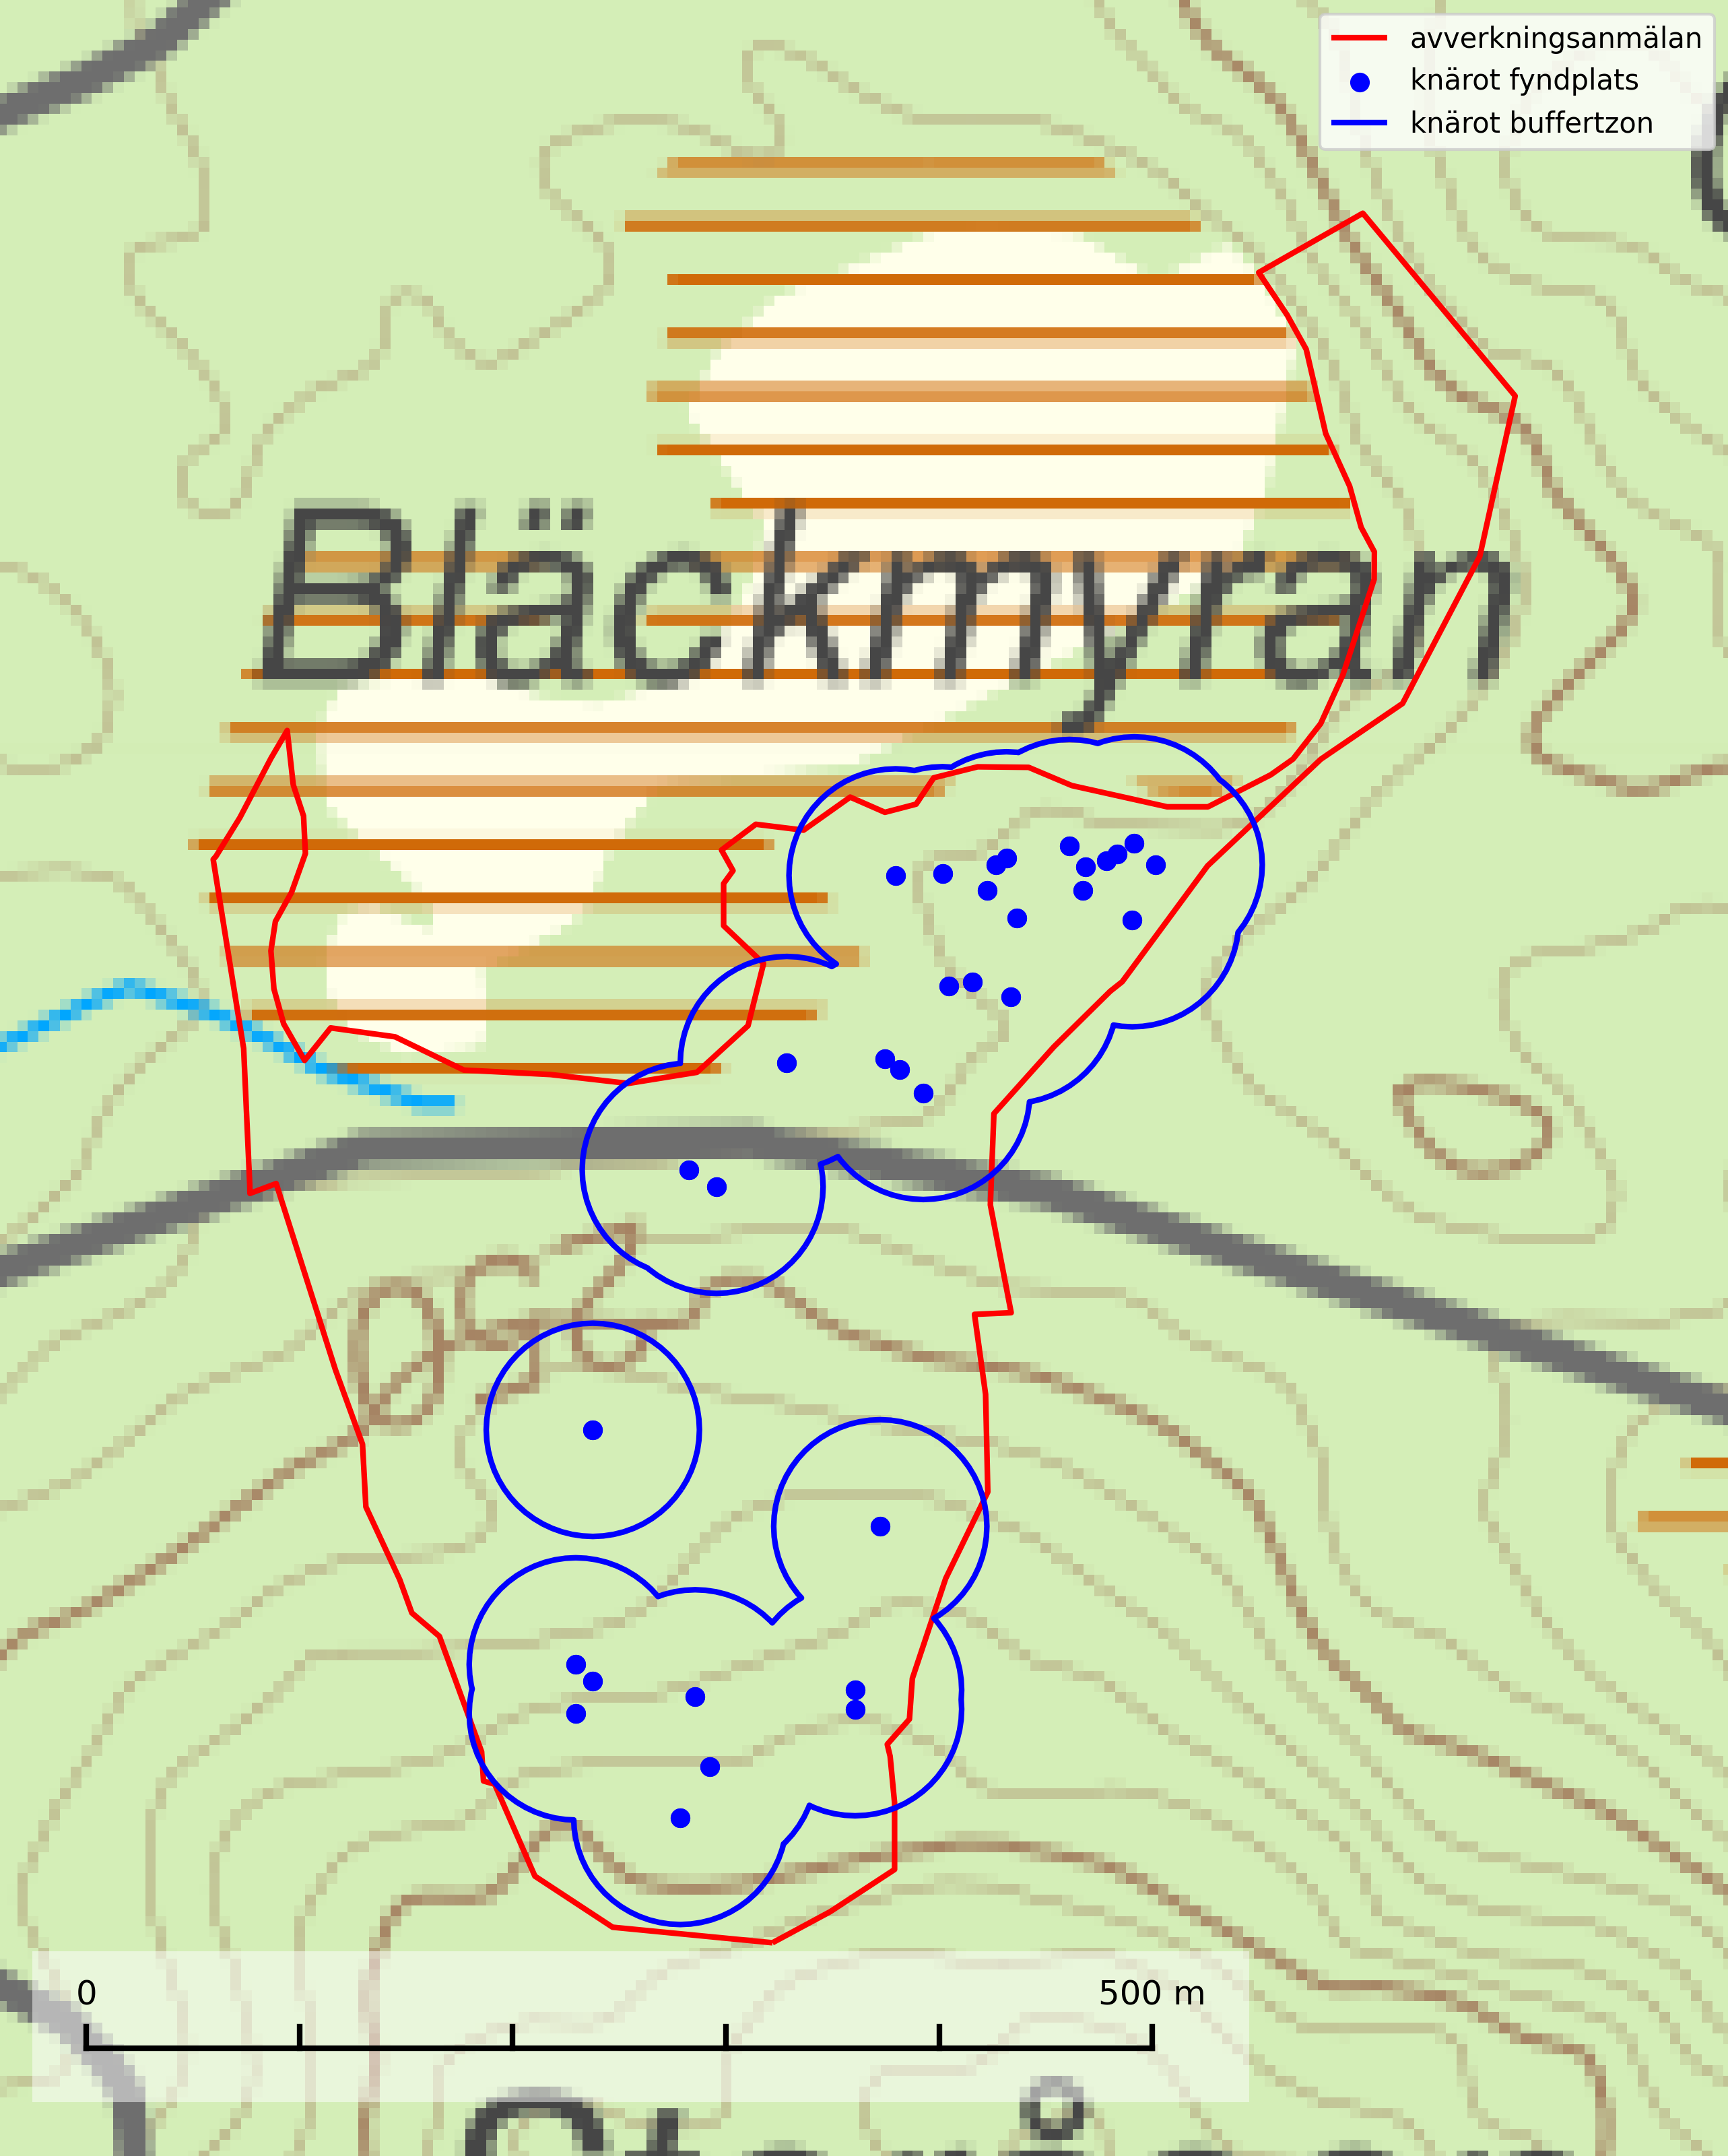 avverkningsanmälan
knärot fyndplats
knärot buffertzon
Bläckmyran
0
500 m